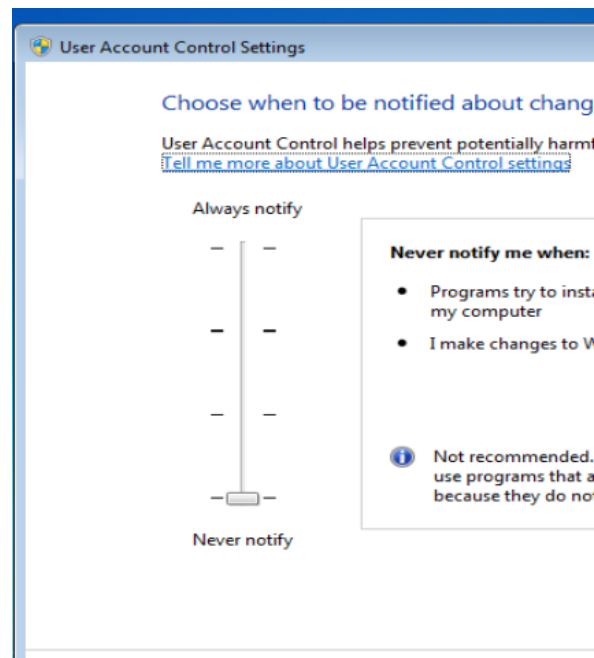 User Account Control Settings
Choose when to be notified about chang
User Account Control helps prevent potentially harmf
Tell me more about User Account Control settings
Always notify
Never notify me when:
Programs try to insta
my computer
I make changes to W
Not recommended.
use programs that a
because they do not
Never notify